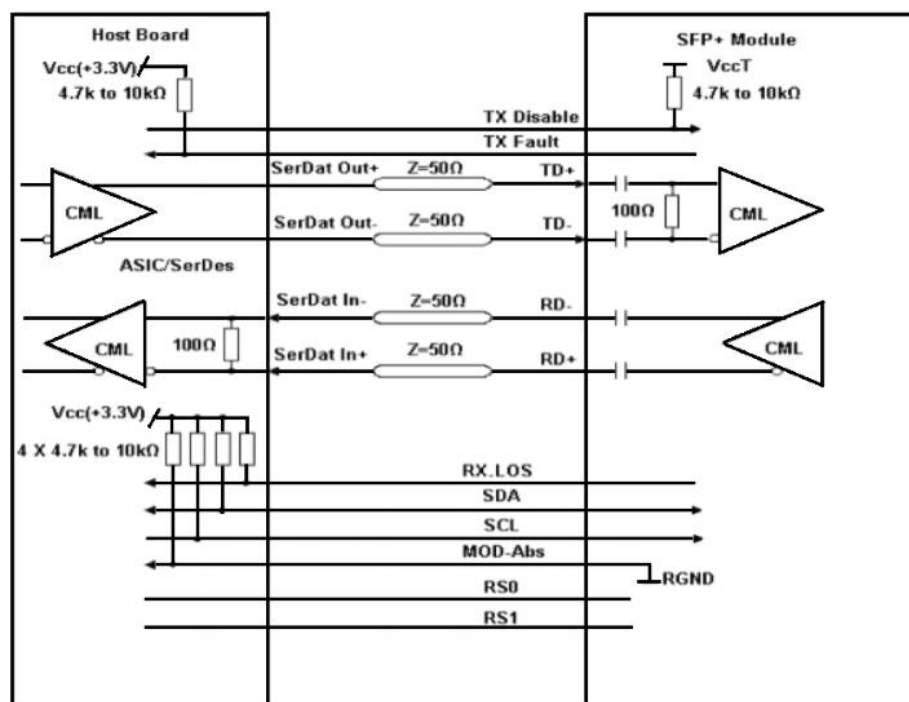 Host Board
SFP+ Module
Vcc(+3.3V)
4.7k to 10kΩ
VccT
4.7k to 10kΩ
TX Disable
TX Fault
SerDat Out+
Z=50Ω
TD+
CML
100Ω
CML
SerDat Out-
Z=50Ω
TD-
ASIC/SerDes
SerDat In-
Z=50Ω
RD-
CML
100Ω
CML
SerDat In+
Z=50Ω
RD+
Vcc(+3.3V)
4 X 4.7k to 10kΩ
RX.LOS
SDA
SCL
MOD-Abs
RGND
RS0
RS1